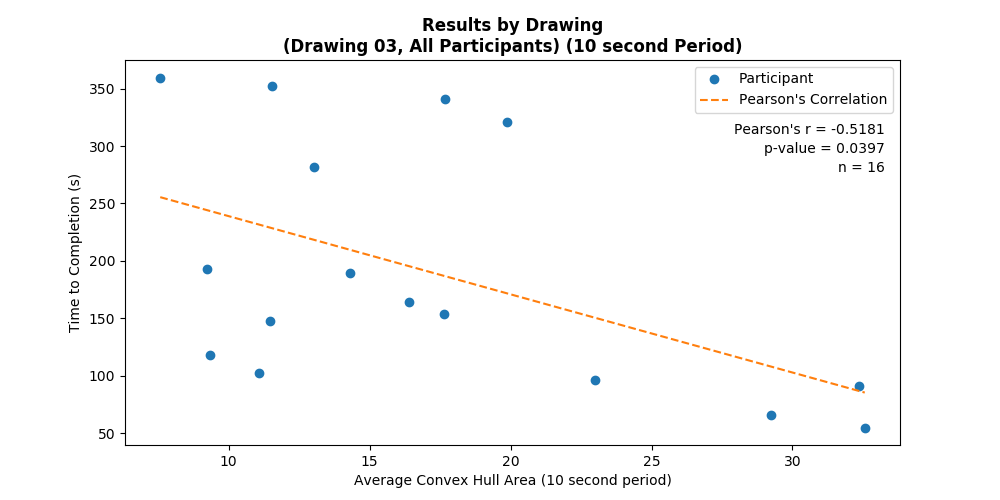 Results by Drawing
(Drawing 03, All Participants) (10 second Period)
Participant
Pearson's Correlation
Pearson's r = -0.5181
p-value = 0.0397
n = 16
Time to Completion (s)
350
300
250
200
150
100
50
10 15 20 25 30
Average Convex Hull Area (10 second period)